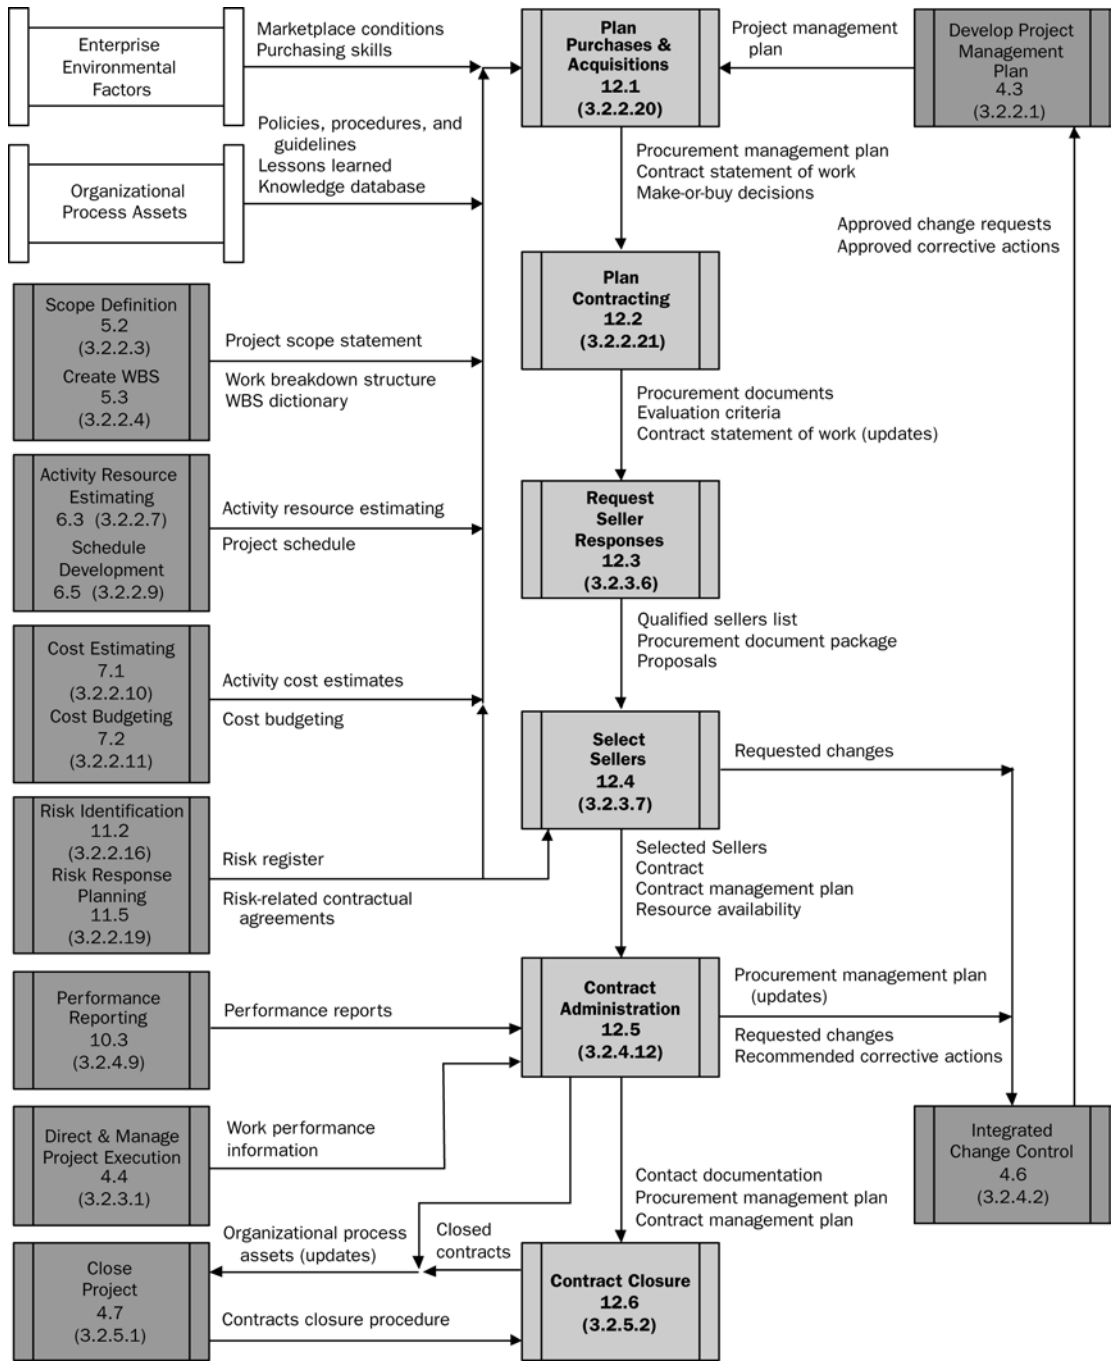 Enterprise
Environmental
Factors
Marketplace conditions
Purchasing skills
Plan
Purchases &
Acquisitions
12.1
(3.2.2.20)
Project management
plan
Develop Project
Management
Plan
4.3
(3.2.2.1)
Organizational
Process Assets
Policies, procedures, and
guidelines
Lessons learned
Knowledge database
Procurement management plan
Contract statement of work
Make-or-buy decisions
Approved change requests
Approved corrective actions
Scope Definition
5.2
(3.2.2.3)
Create WBS
5.3
(3.2.2.4)
Project scope statement
Work breakdown structure
WBS dictionary
Plan
Contracting
12.2
(3.2.2.21)
Procurement documents
Evaluation criteria
Contract statement of work (updates)
Activity Resource
Estimating
6.3 (3.2.2.7)
Schedule
Development
6.5 (3.2.2.9)
Activity resource estimating
Project schedule
Request
Seller
Responses
12.3
(3.2.3.6)
Qualified sellers list
Procurement document package
Proposals
Cost Estimating
7.1
(3.2.2.10)
Cost Budgeting
7.2
(3.2.2.11)
Activity cost estimates
Cost budgeting
Select
Sellers
12.4
(3.2.3.7)
Requested changes
Risk Identification
11.2
(3.2.2.16)
Risk Response
Planning
11.5
(3.2.2.19)
Risk register
Risk-related contractual
agreements
Selected Sellers
Contract
Contract management plan
Resource availability
Performance
Reporting
10.3
(3.2.4.9)
Performance reports
Contract
Administration
12.5
(3.2.4.12)
Procurement management plan
(updates)
Requested changes
Recommended corrective actions
Direct & Manage
Project Execution
4.4
(3.2.3.1)
Work performance
information
Contact documentation
Procurement management plan
Contract management plan
Integrated
Change Control
4.6
(3.2.4.2)
Close
Project
4.7
(3.2.5.1)
Organizational process
assets (updates)
Closed
contracts
Contracts closure procedure
Contract Closure
12.6
(3.2.5.2)